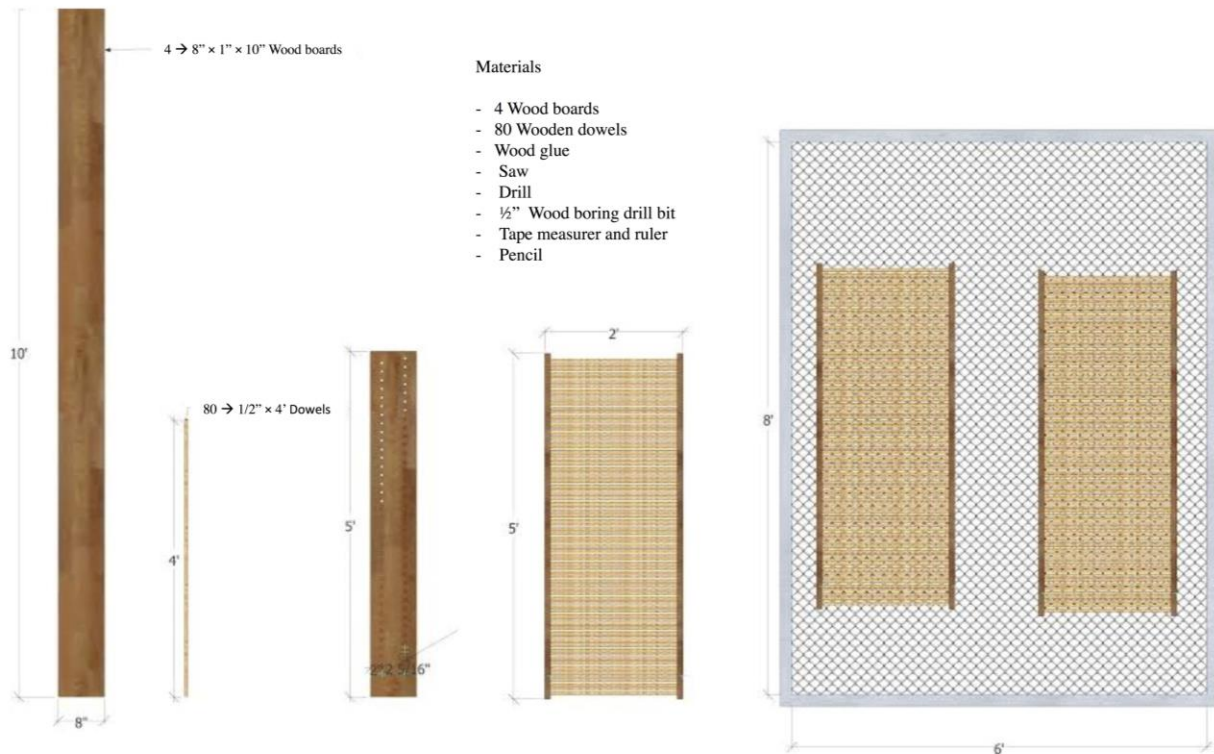 4 → 8” × 1” × 10” Wood boards
Materials
- 4 Wood boards
- 80 Wooden dowels
- Wood glue
- Saw
- Drill
- ½” Wood boring drill bit
- Tape measurer and ruler
- Pencil
10'
8"
80 → 1/2” × 4’ Dowels
4'
5'
2'
5'
8'
6'